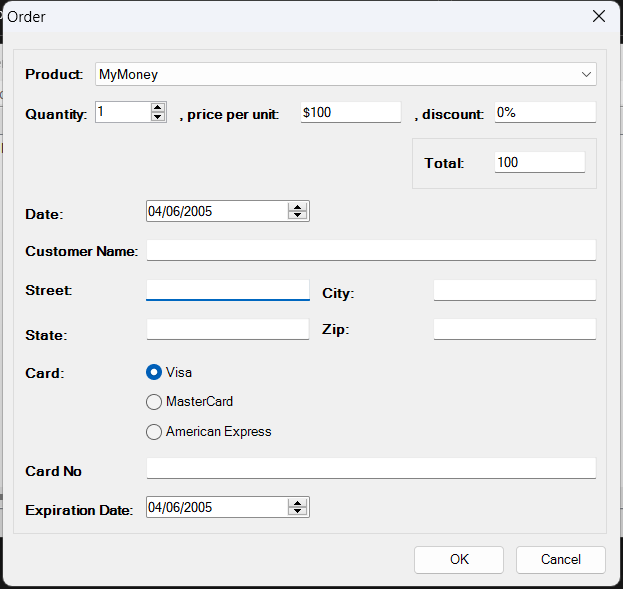 Order
Product: MyMoney
Quantity: 1 , price per unit: $100 , discount: 0%
Total: 100
Date: 04/06/2005
Customer Name:
Street: City:
State: Zip:
Card: Visa
MasterCard
American Express
Card No
Expiration Date: 04/06/2005
OK Cancel